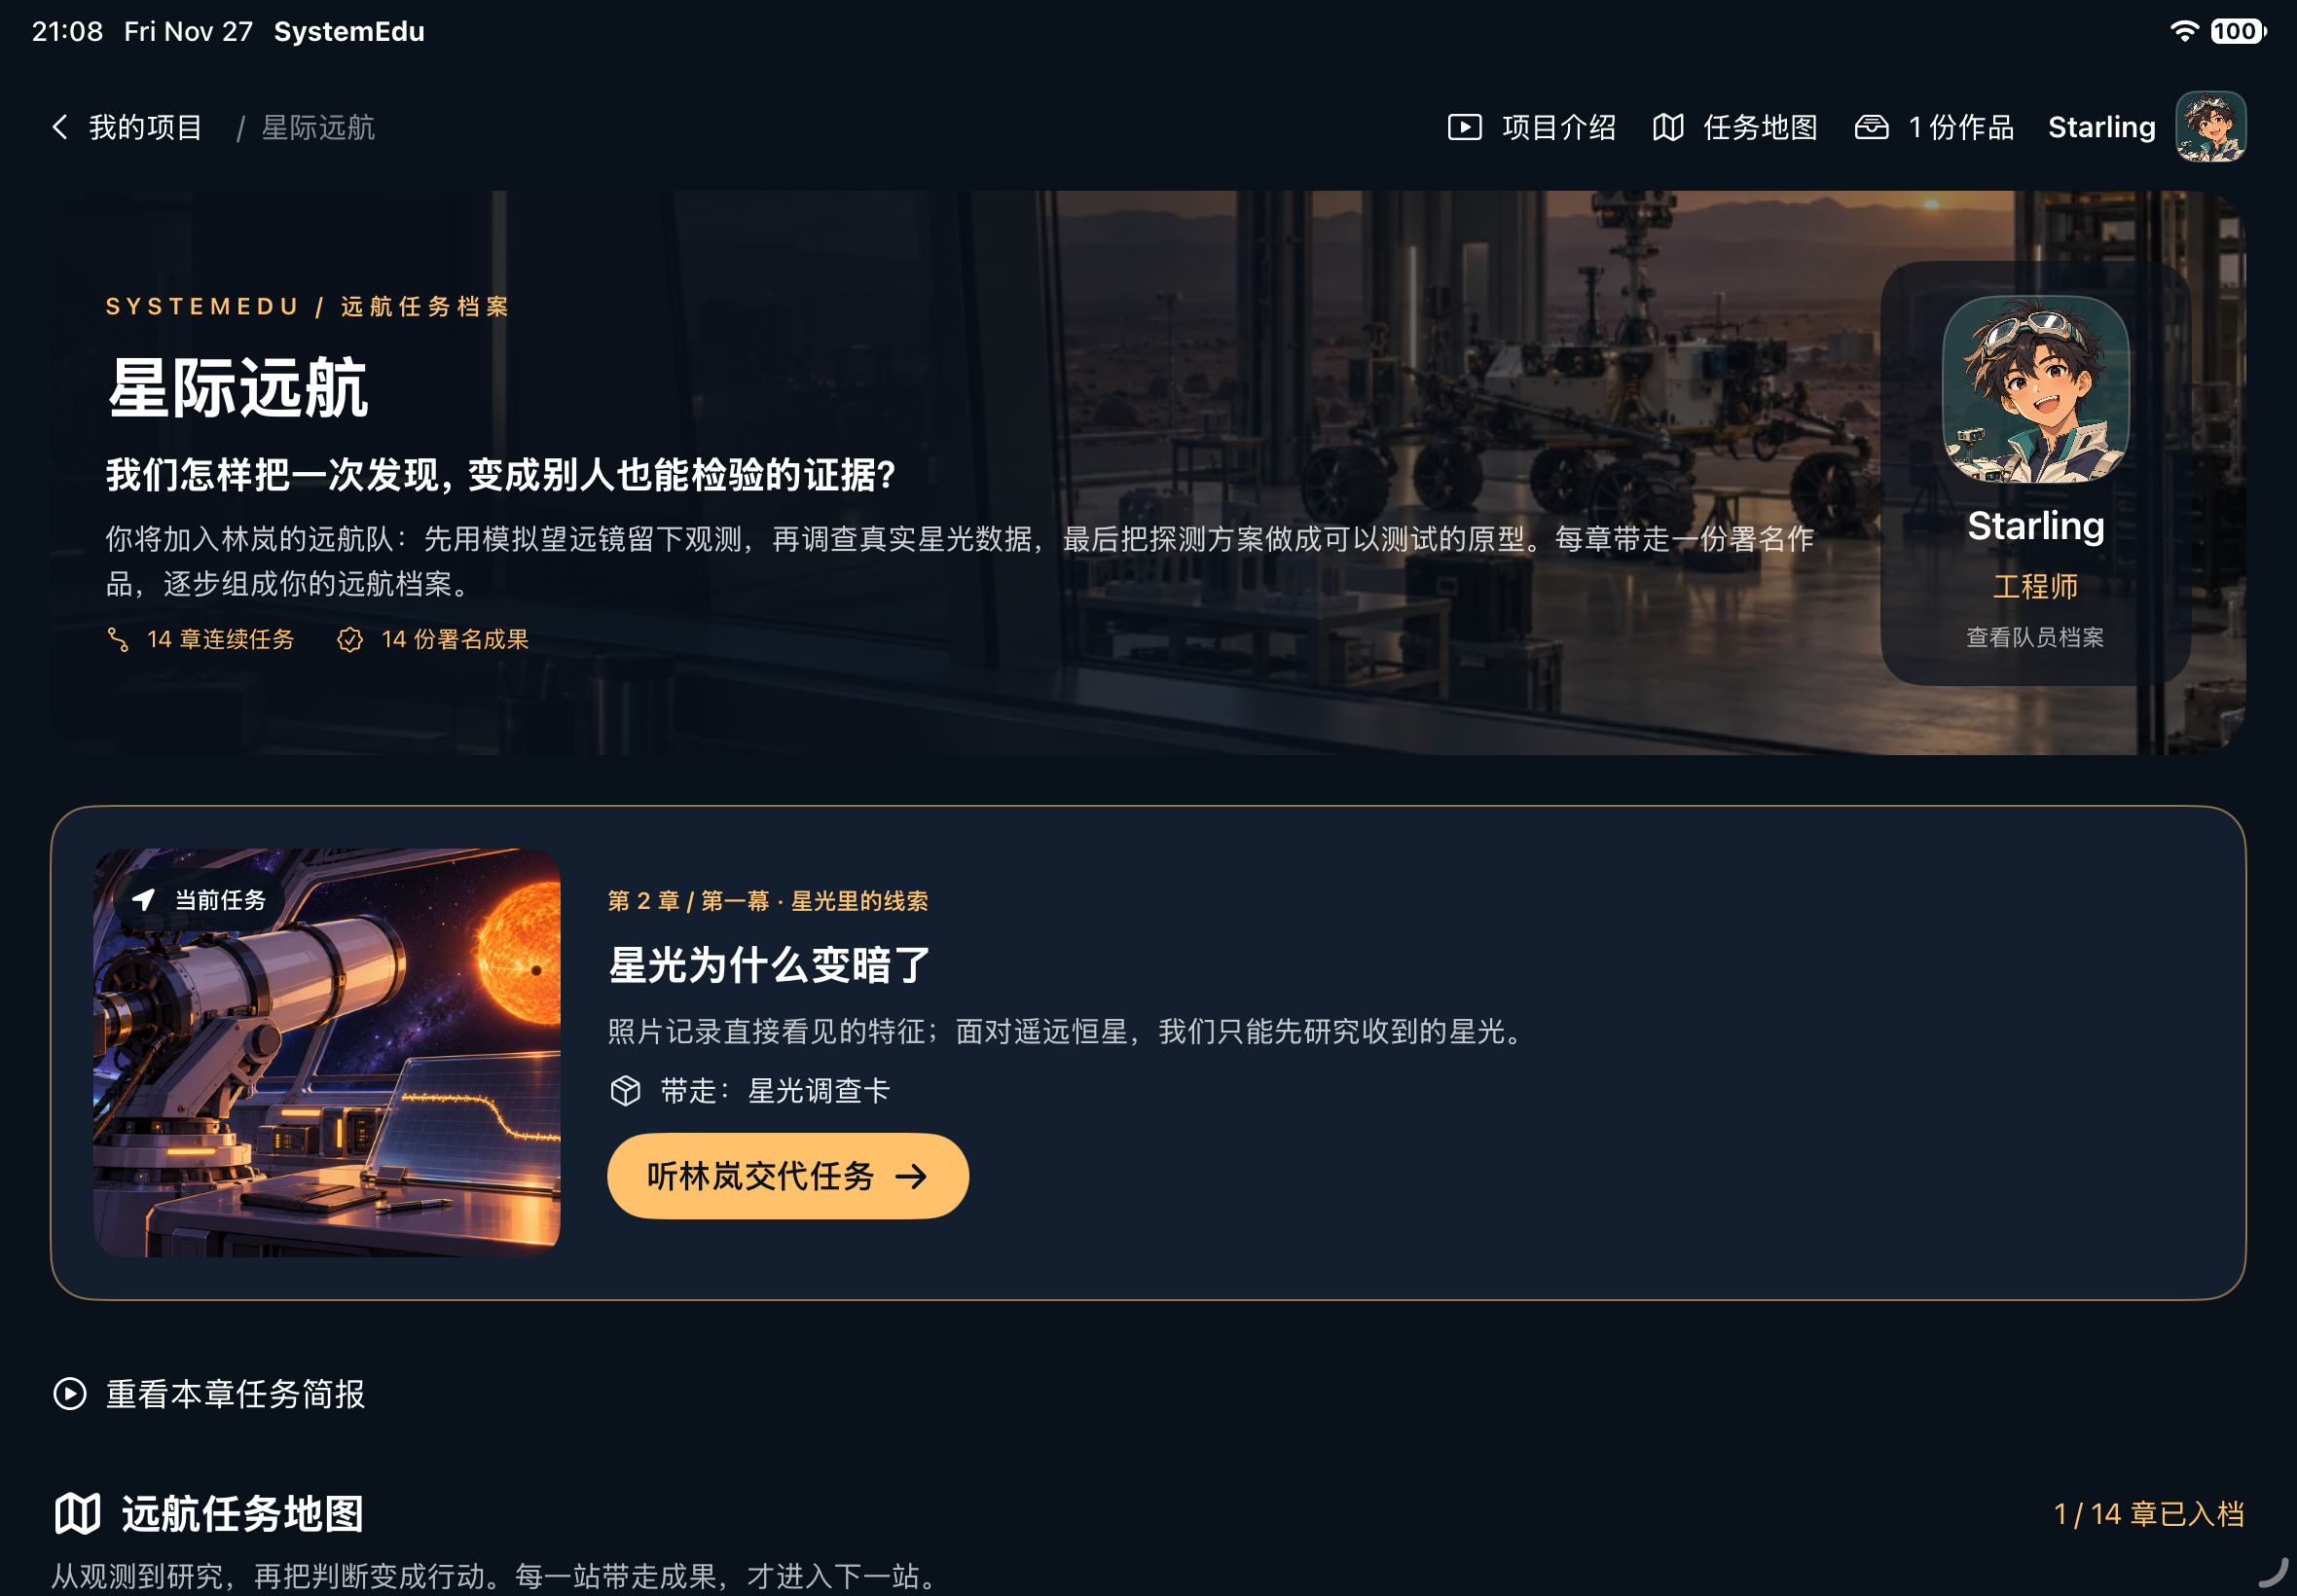 21:08 Fri Nov 27 SystemEdu 100
我的项目 / 星际远航 项目介绍 任务地图 1 份作品 Starling
SYSTEMEDU / 远航任务档案
星际远航
我们怎样把一次发现，变成别人也能检验的证据？
你将加入林岚的远航队：先用模拟望远镜留下观测，再调查真实星光数据，最后把探测方案做成可以测试的原型。每章带走一份署名作
品，逐步组成你的远航档案。
14 章连续任务 14 份署名成果
Starling
工程师
查看队员档案
当前任务
第 2 章 / 第一幕 · 星光里的线索
星光为什么变暗了
照片记录直接看见的特征；面对遥远恒星，我们只能先研究收到的星光。
带走：星光调查卡
听林岚交代任务 →
重看本章任务简报
远航任务地图 1 / 14 章已入档
从观测到研究，再把判断变成行动。每一站带走成果，才进入下一站。